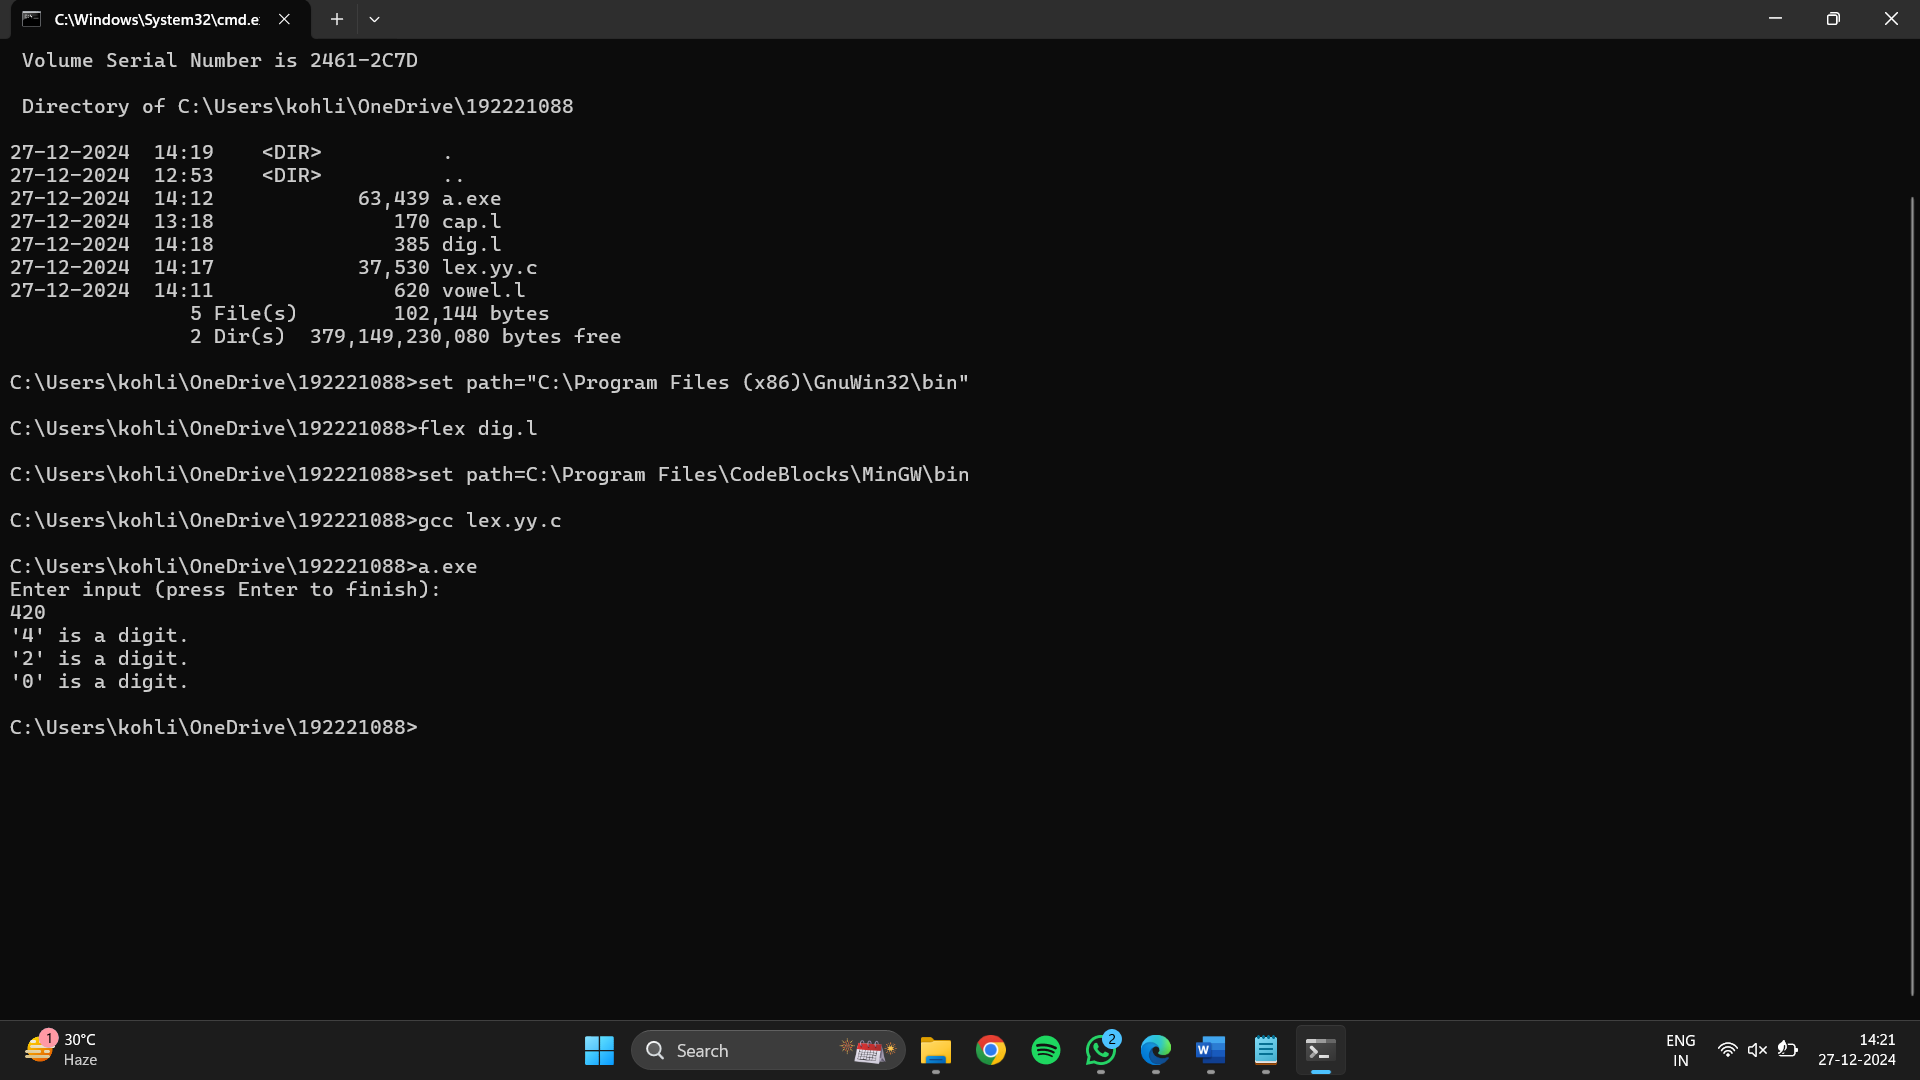 C:\Windows\System32\cmd.e
Volume Serial Number is 2461-2C7D
Directory of C:\Users\kohli\OneDrive\192221088
27-12-2024  14:19    <DIR>          .
27-12-2024  12:53    <DIR>          ..
27-12-2024  14:12            63,439 a.exe
27-12-2024  13:18               170 cap.l
27-12-2024  14:18               385 dig.l
27-12-2024  14:17            37,530 lex.yy.c
27-12-2024  14:11               620 vowel.l
5 File(s)        102,144 bytes
2 Dir(s)  379,149,230,080 bytes free
C:\Users\kohli\OneDrive\192221088>set path="C:\Program Files (x86)\GnuWin32\bin"
C:\Users\kohli\OneDrive\192221088>flex dig.l
C:\Users\kohli\OneDrive\192221088>set path=C:\Program Files\CodeBlocks\MinGW\bin
C:\Users\kohli\OneDrive\192221088>gcc lex.yy.c
C:\Users\kohli\OneDrive\192221088>a.exe
Enter input (press Enter to finish):
420
'4' is a digit.
'2' is a digit.
'0' is a digit.
C:\Users\kohli\OneDrive\192221088>
1
30°C
Haze
Search
2
W
ENG
IN
14:21
27-12-2024